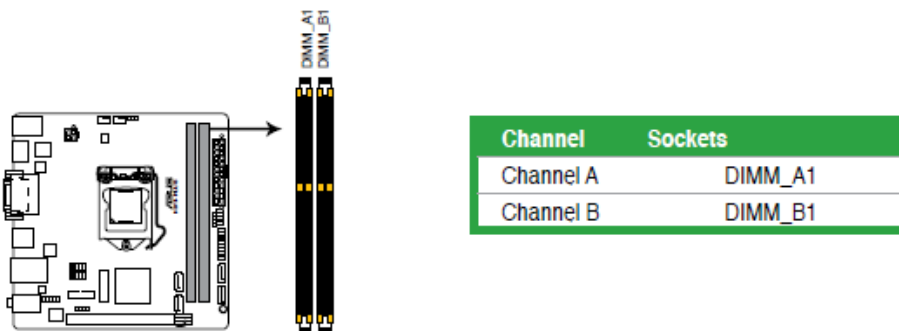 DIMM_A1
DIMM_B1
Channel Sockets
Channel A DIMM_A1
Channel B DIMM_B1